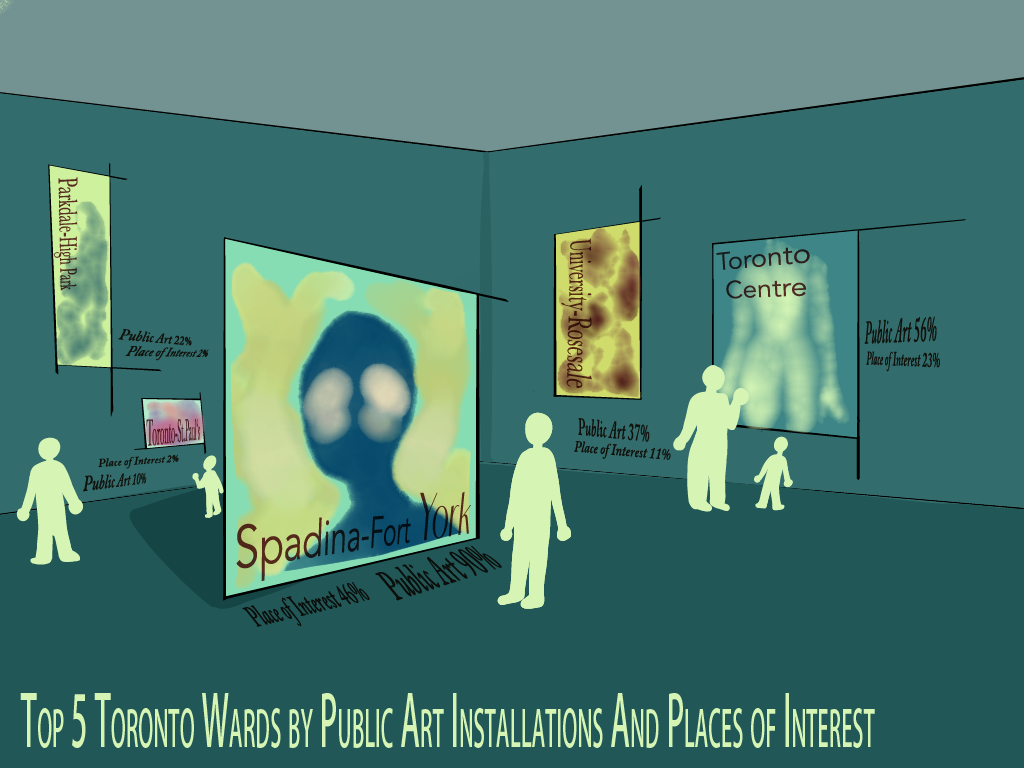 Parkdale-High Park
Public Art 22%
Place of Interest 2%
Toronto-St.Paul's
Place of Interest 2%
Public Art 10%
Spadina-Fort York
Place of Interest 46%
Public Art 90%
University-Rosesale
Public Art 37%
Place of Interest 11%
Toronto
Centre
Public Art 56%
Place of Interest 23%
Top 5 Toronto Wards by Public Art Installations And Places of Interest